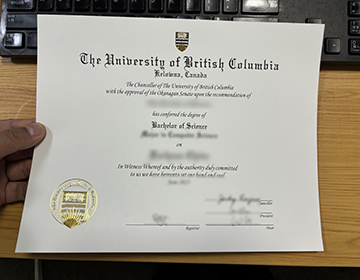 The University of British Columbia
Kelowna, Canada
The Chancellor of The University of British Columbia
with the approval of the Okanagan Senate upon the recommendation of
has conferred the degree of
Bachelor of Science
on
In Witness Whereof and by the authority duly committed
to us we have hereunto set our hand and seal
Registrar
President